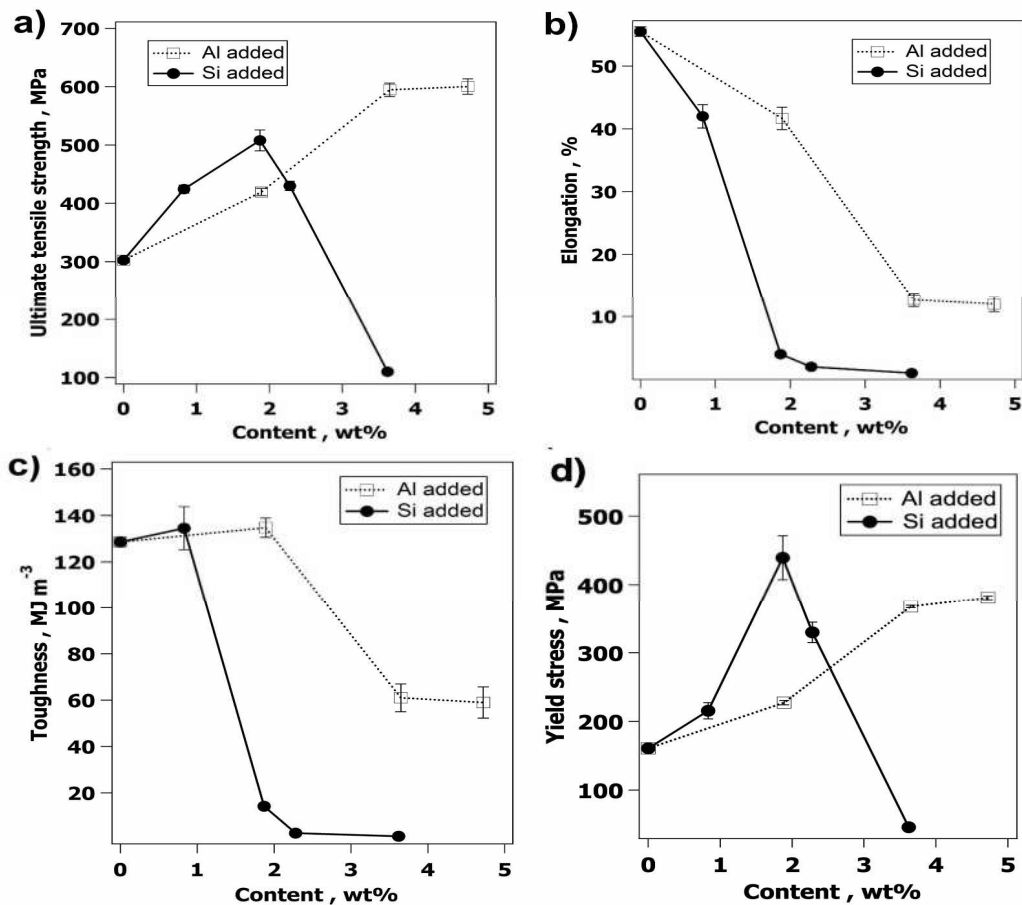 a)
700
600
500
400
300
200
100
Ultimate tensile strength , MPa
Al added
Si added
0 1 2 3 4 5
Content , wt%
b)
50
40
30
20
10
Elongation , %
Al added
Si added
0 1 2 3 4 5
Content , wt%
c)
160
140
120
100
80
60
40
20
Toughness , MJ m-3
Al added
Si added
0 1 2 3 4 5
Content , wt%
d)
500
400
300
200
100
Yield stress , MPa
Al added
Si added
0 1 2 3 4 5
Content , wt%